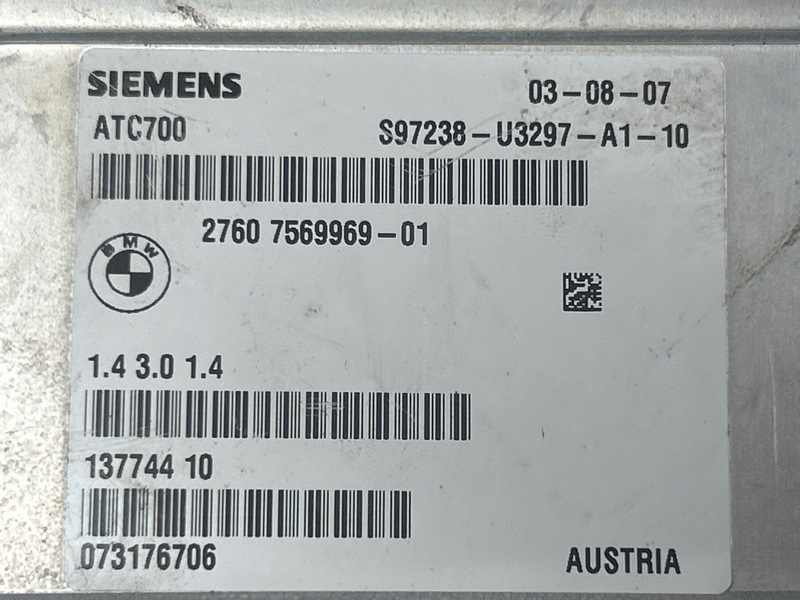 SIEMENS 03-08-07
ATC700 S97238-U3297-A1-10
2760 7569969-01
BMW
1.4 3.0 1.4
137744 10
073176706 AUSTRIA